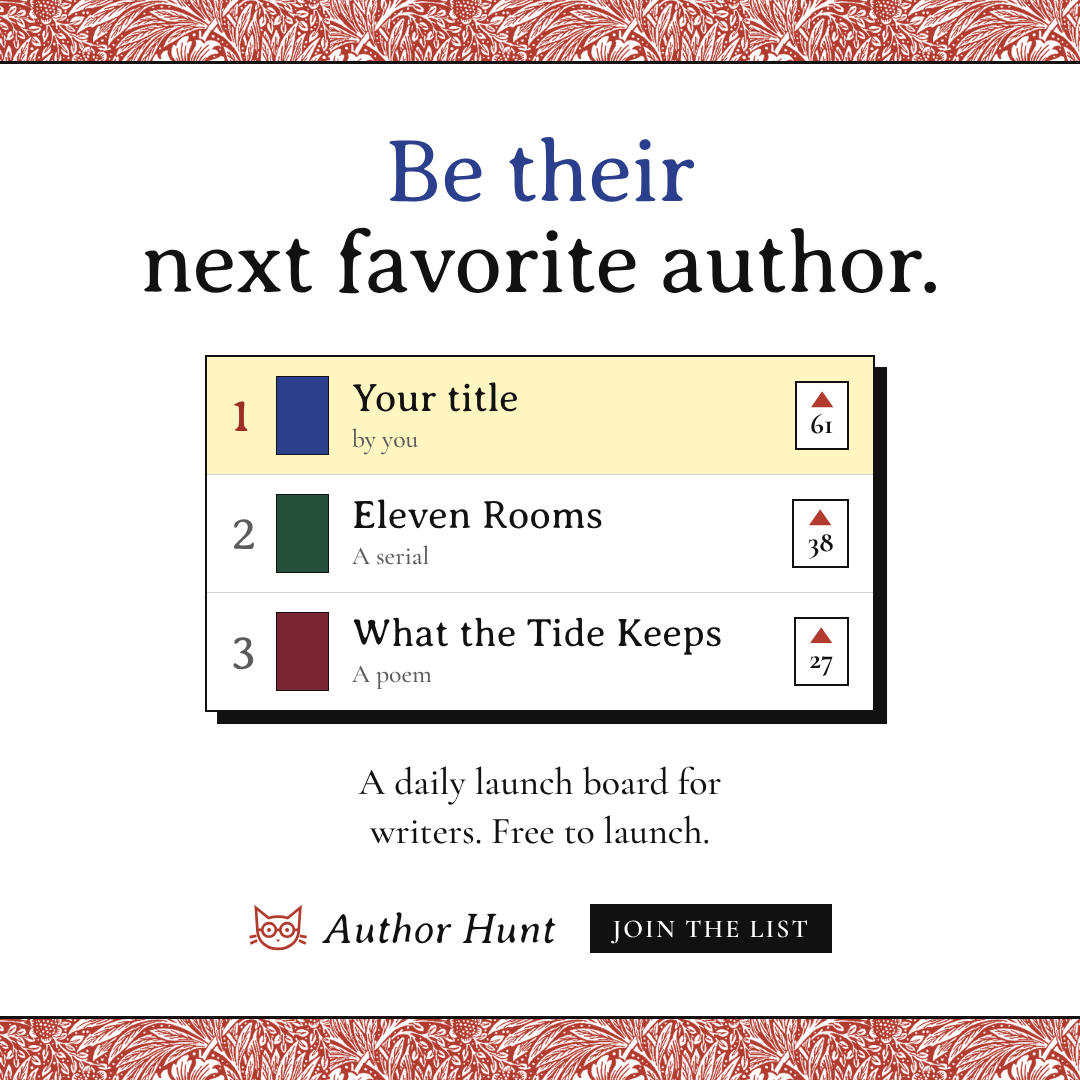 Be their
next favorite author.
1
Your title
by you
61
2
Eleven Rooms
A serial
38
3
What the Tide Keeps
A poem
27
A daily launch board for
writers. Free to launch.
Author Hunt
JOIN THE LIST